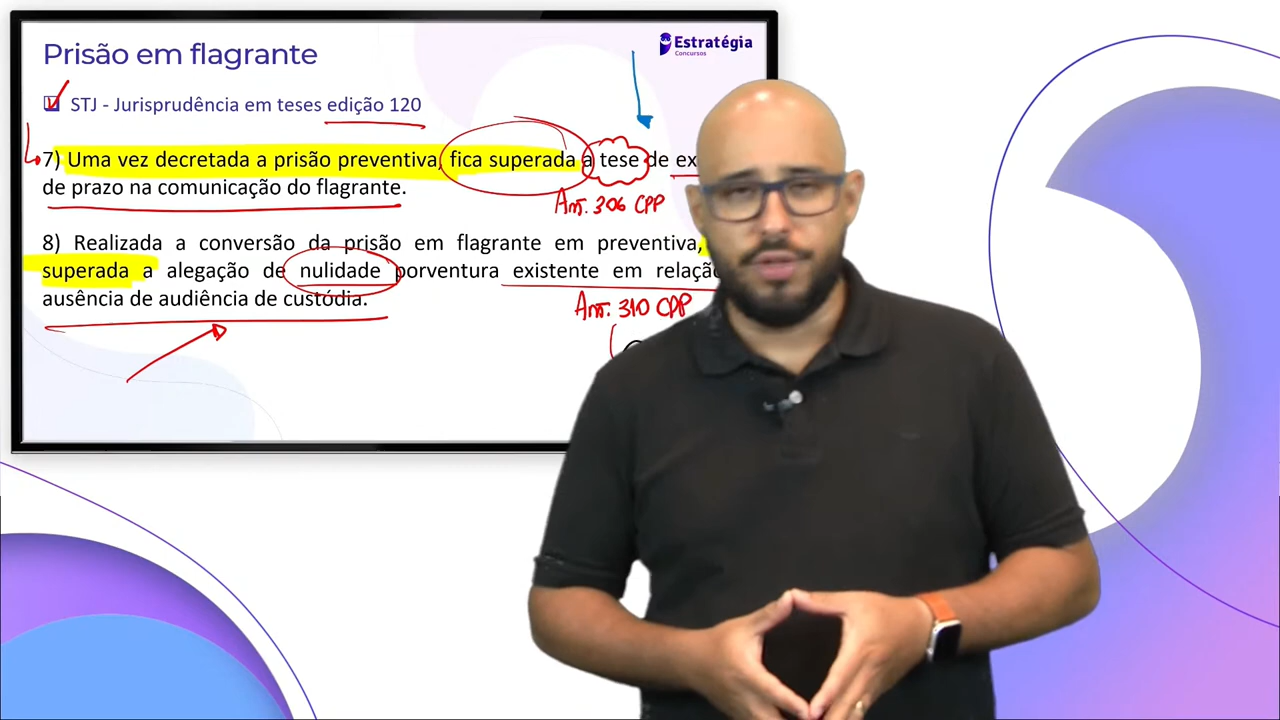 Prisão em flagrante
Estratégia
Concursos
STJ - Jurisprudência em teses edição 120
7) Uma vez decretada a prisão preventiva, fica superada a tese de ex
de prazo na comunicação do flagrante.
Art. 306 CPP
8) Realizada a conversão da prisão em flagrante em preventiva,
superada a alegação de nulidade porventura existente em relação
ausência de audiência de custódia.
Art. 310 CPP